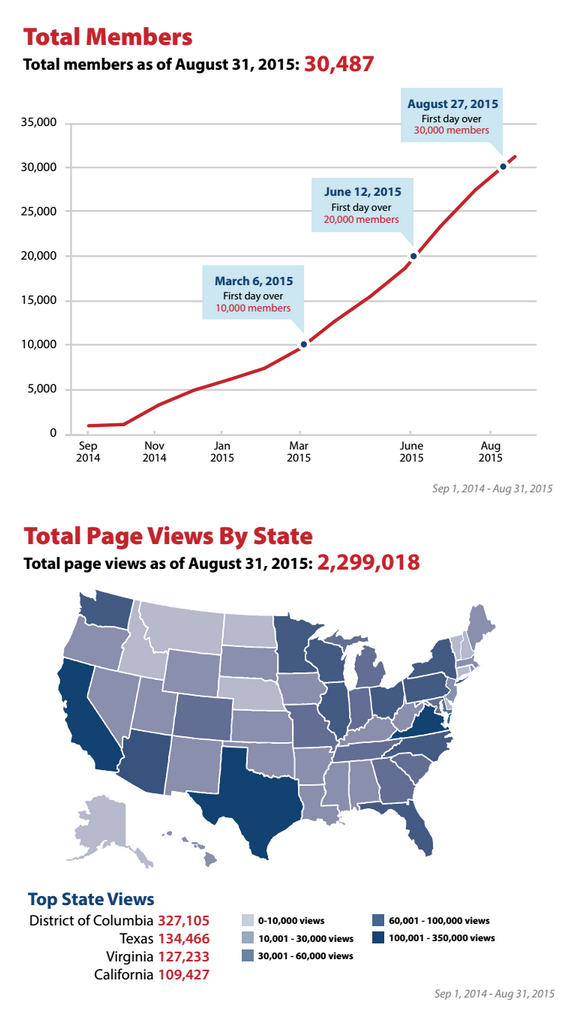 Total Members
Total members as of August 31, 2015: 30,487
August 27, 2015
First day over
30,000 members
June 12, 2015
First day over
20,000 members
March 6, 2015
First day over
10,000 members
35,000
30,000
25,000
20,000
15,000
10,000
5,000
0
Sep
2014
Nov
2014
Jan
2015
Mar
2015
June
2015
Aug
2015
Sep 1, 2014 - Aug 31, 2015
Total Page Views By State
Total page views as of August 31, 2015: 2,299,018
Top State Views
District of Columbia 327,105
Texas 134,466
Virginia 127,233
California 109,427
0-10,000 views
10,001 - 30,000 views
30,001 - 60,000 views
60,001 - 100,000 views
100,001 - 350,000 views
Sep 1, 2014 - Aug 31, 2015